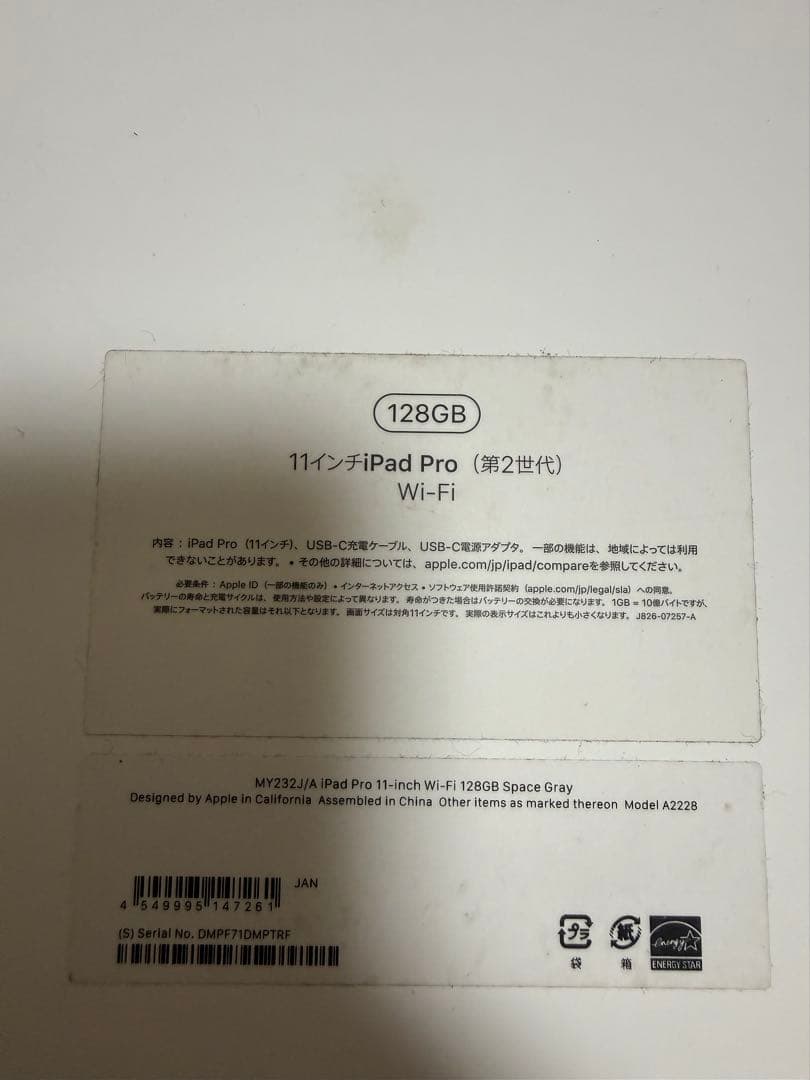 128GB
11インチiPad Pro（第2世代）
Wi-Fi
内容：iPad Pro（11インチ）、USB-C充電ケーブル、USB-C電源アダプタ。一部の機能は、地域によっては利用
できないことがあります。• その他の詳細については、apple.com/jp/ipad/compareを参照してください。
必要条件：Apple ID（一部の機能のみ）• インターネットアクセス • ソフトウェア使用許諾契約（apple.com/jp/legal/sla）への同意。
バッテリーの寿命と充電サイクルは、使用方法や設定によって異なります。寿命がつきた場合はバッテリーの交換が必要になります。1GB = 10億バイトですが、
実際にフォーマットされた容量はそれ以下となります。画面サイズは対角11インチです。実際の表示サイズはこれよりも小さくなります。J826-07257-A
MY232J/A iPad Pro 11-inch Wi-Fi 128GB Space Gray
Designed by Apple in California Assembled in China Other items as marked thereon Model A2228
JAN
4 549995 147261
(S) Serial No. DMPF71DMPTRF
プラ 紙 energy
袋 箱 ENERGY STAR